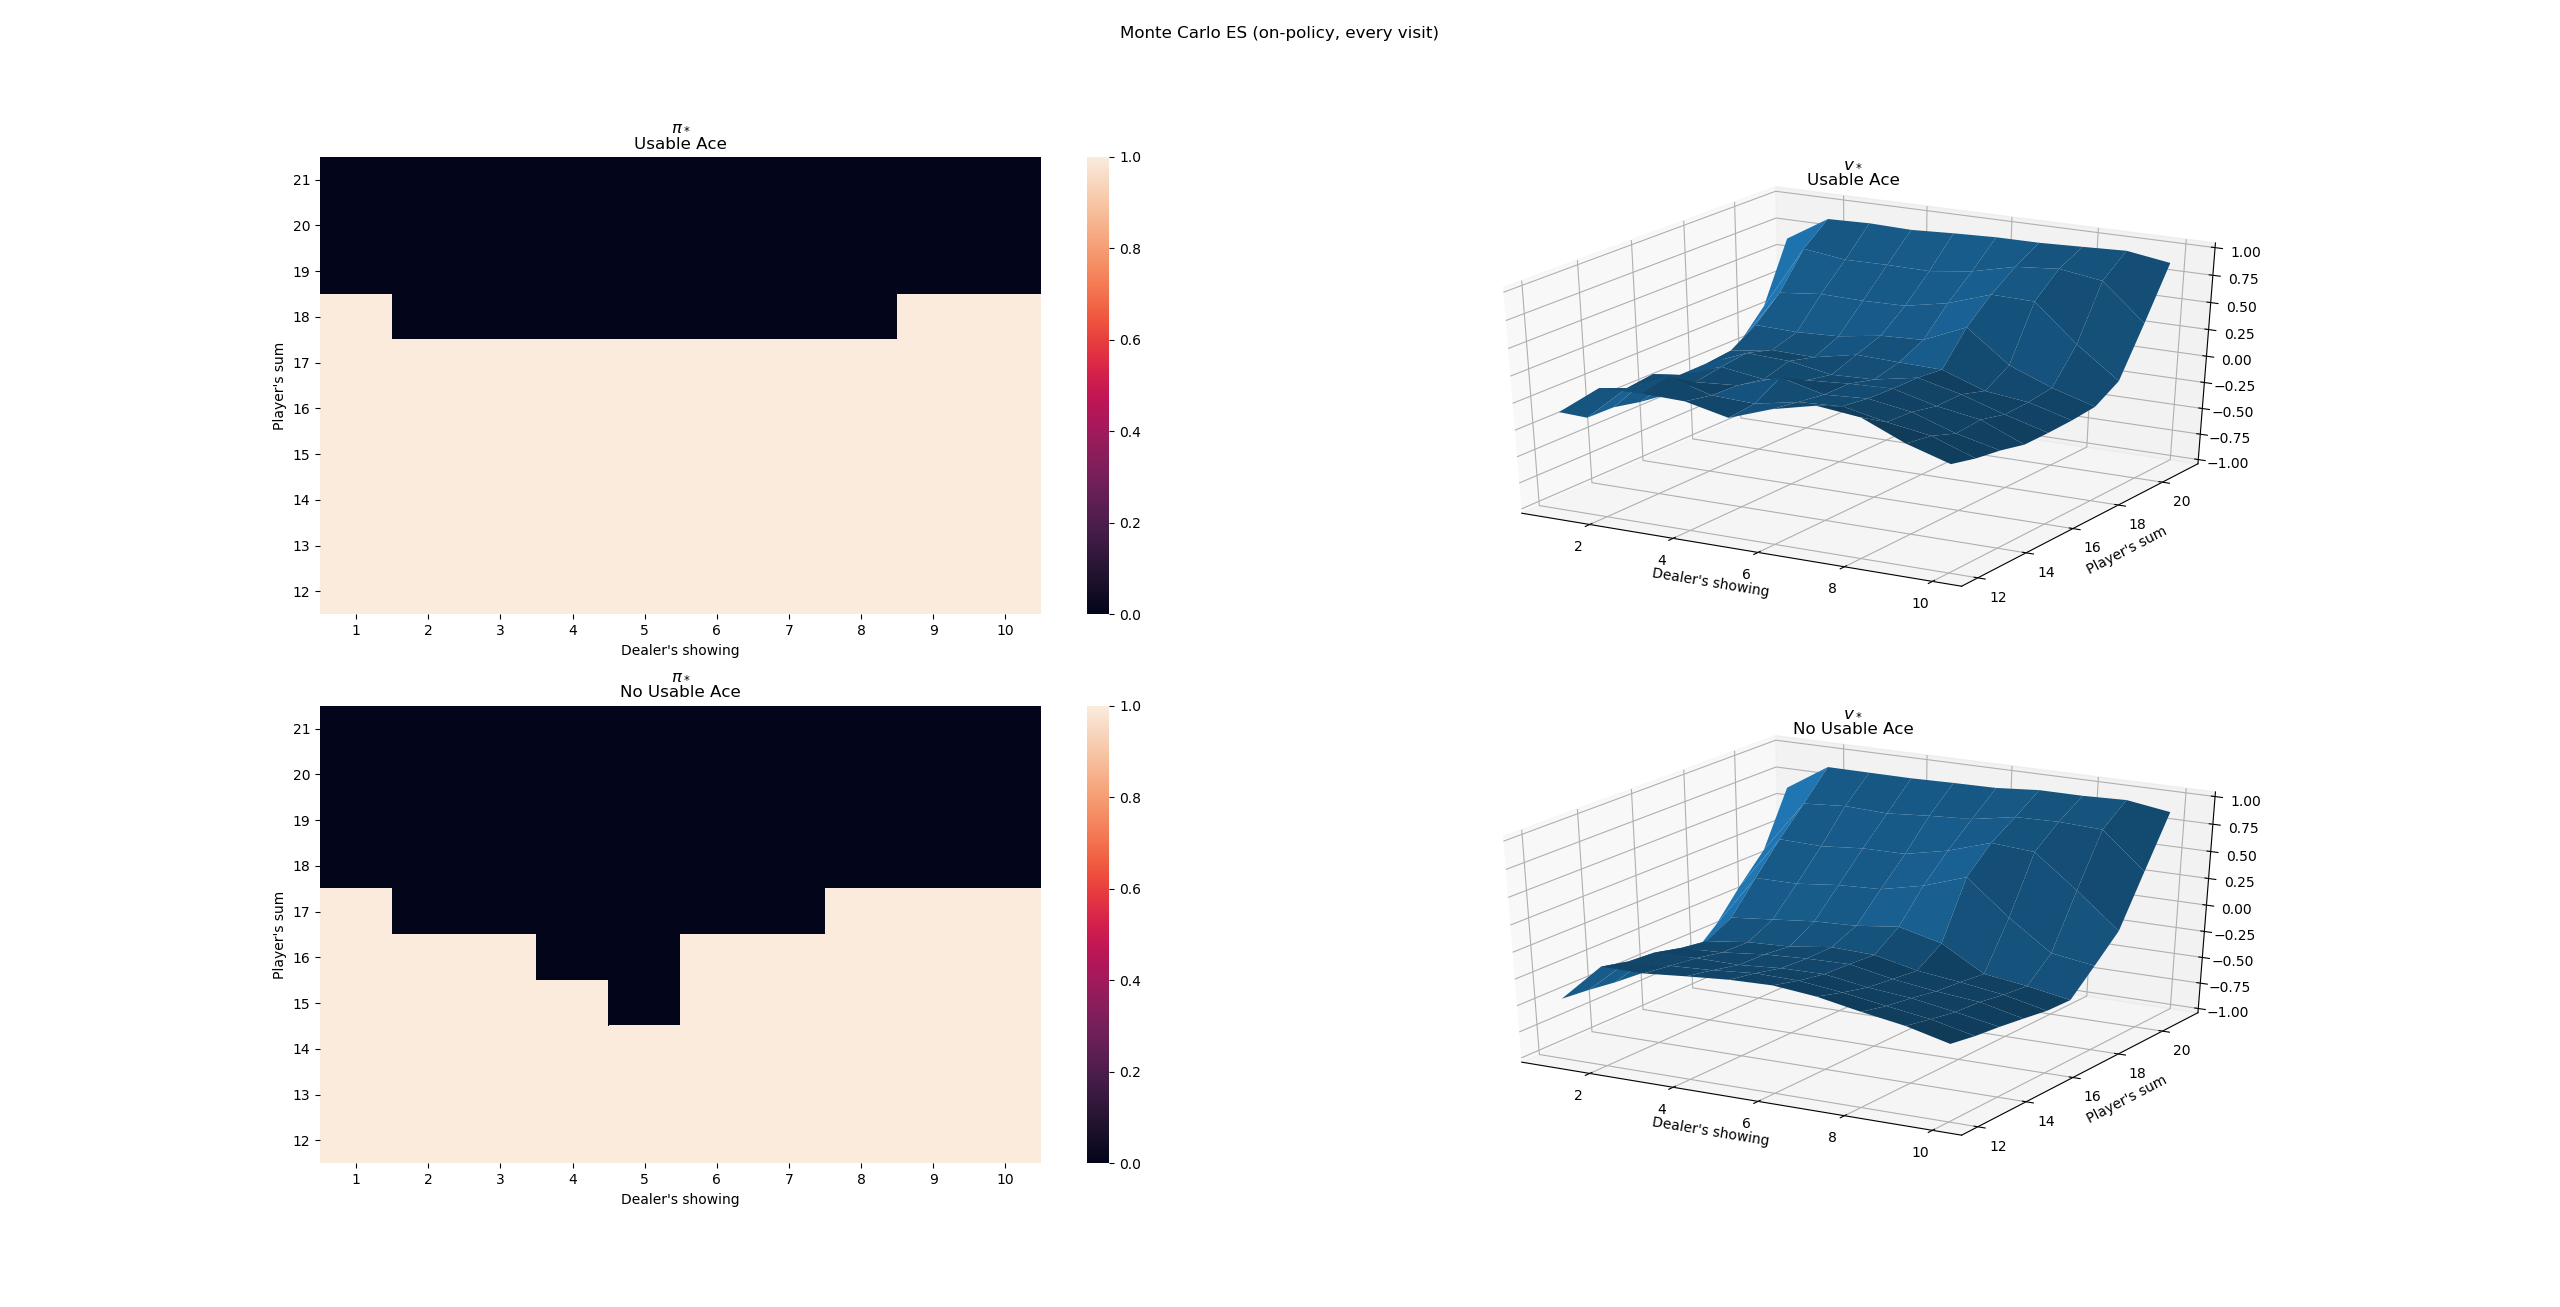 Monte Carlo ES (on-policy, every visit)
π*
Usable Ace
21
20
19
18
17
16
15
14
13
12
Player's sum
1 2 3 4 5 6 7 8 9 10
Dealer's showing
1.0
0.8
0.6
0.4
0.2
0.0
v*
Usable Ace
1.00
0.75
0.50
0.25
0.00
−0.25
−0.50
−0.75
−1.00
2 4 6 8 10
Dealer's showing
12 14 16 18 20
Player's sum
π*
No Usable Ace
21
20
19
18
17
16
15
14
13
12
Player's sum
1 2 3 4 5 6 7 8 9 10
Dealer's showing
1.0
0.8
0.6
0.4
0.2
0.0
v*
No Usable Ace
1.00
0.75
0.50
0.25
0.00
−0.25
−0.50
−0.75
−1.00
2 4 6 8 10
Dealer's showing
12 14 16 18 20
Player's sum